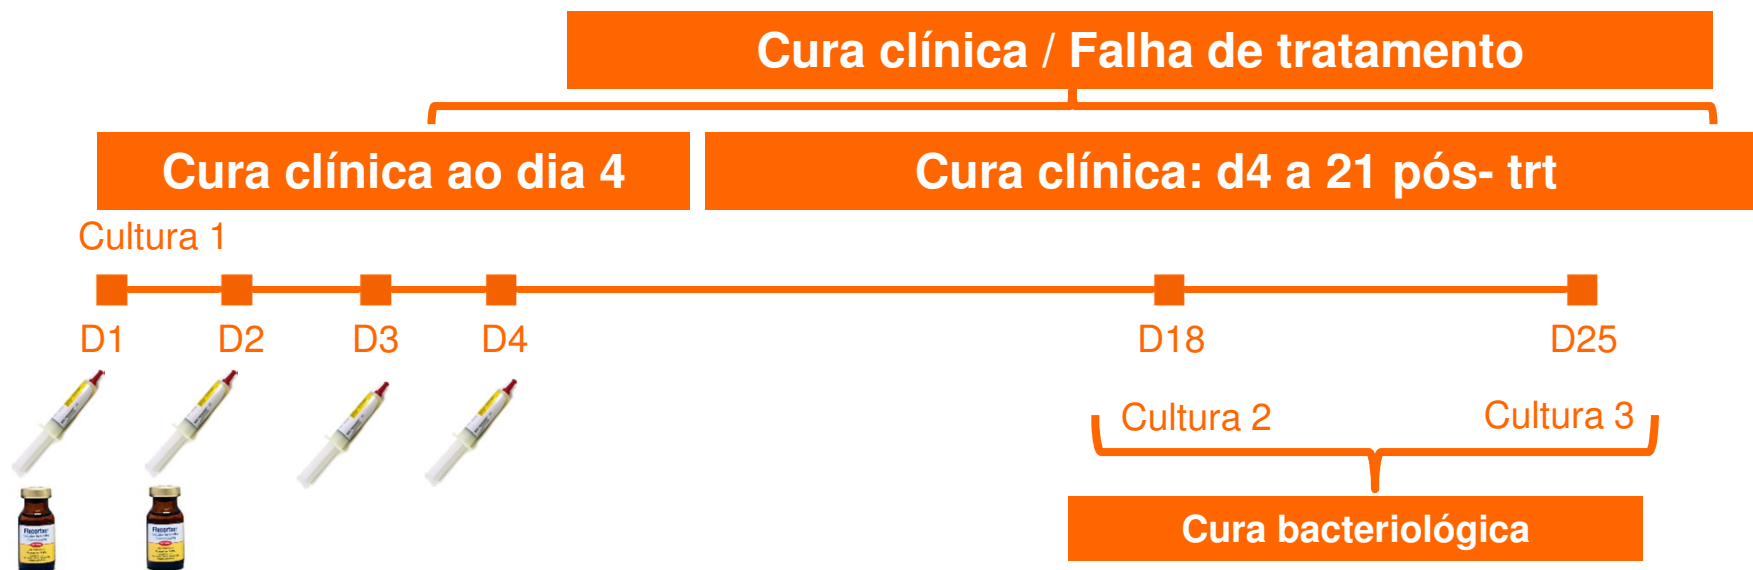 Cura clínica / Falha de tratamento
Cura clínica ao dia 4
Cura clínica: d4 a 21 pós- trt
Cultura 1
D1
D2
D3
D4
D18
D25
Cultura 2
Cultura 3
Cura bacteriológica